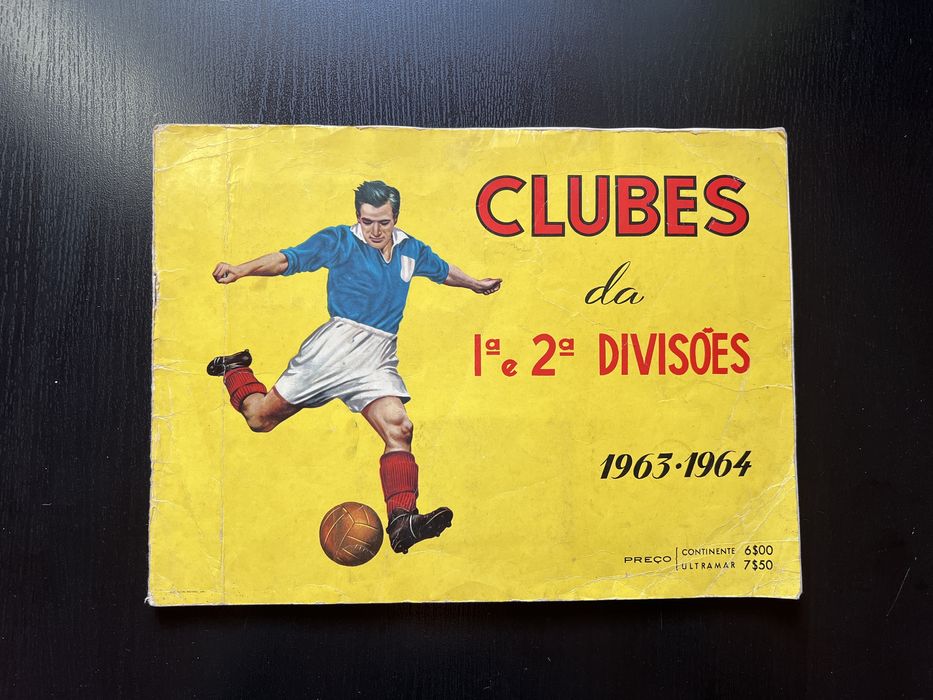 CLUBES
da
1ª e 2ª DIVISÕES
1963·1964
PREÇO
CONTINENTE 6$00
ULTRAMAR 7$50